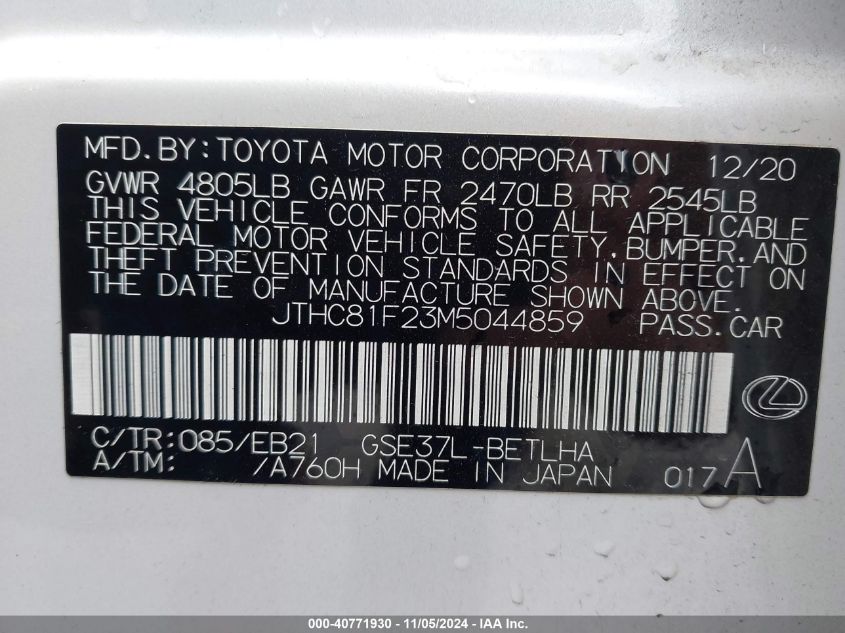 MFD.BY:TOYOTA MOTOR CORPORATION 12/20
GVWR 4805LB GAWR FR 2470LB RR 2545LB
THIS VEHICLE CONFORMS TO ALL APPLICABLE
FEDERAL MOTOR VEHICLE SAFETY,BUMPER,AND
THEFT PREVENTION STANDARDS IN EFFECT ON
THE DATE OF MANUFACTURE SHOWN ABOVE.
JTHC81F23M5044859 PASS.CAR
C/TR:085/EB21 GSE37L-BETLHA
A/TM: /A760H MADE IN JAPAN 017A
000-40771930 - 11/05/2024 - IAA Inc.